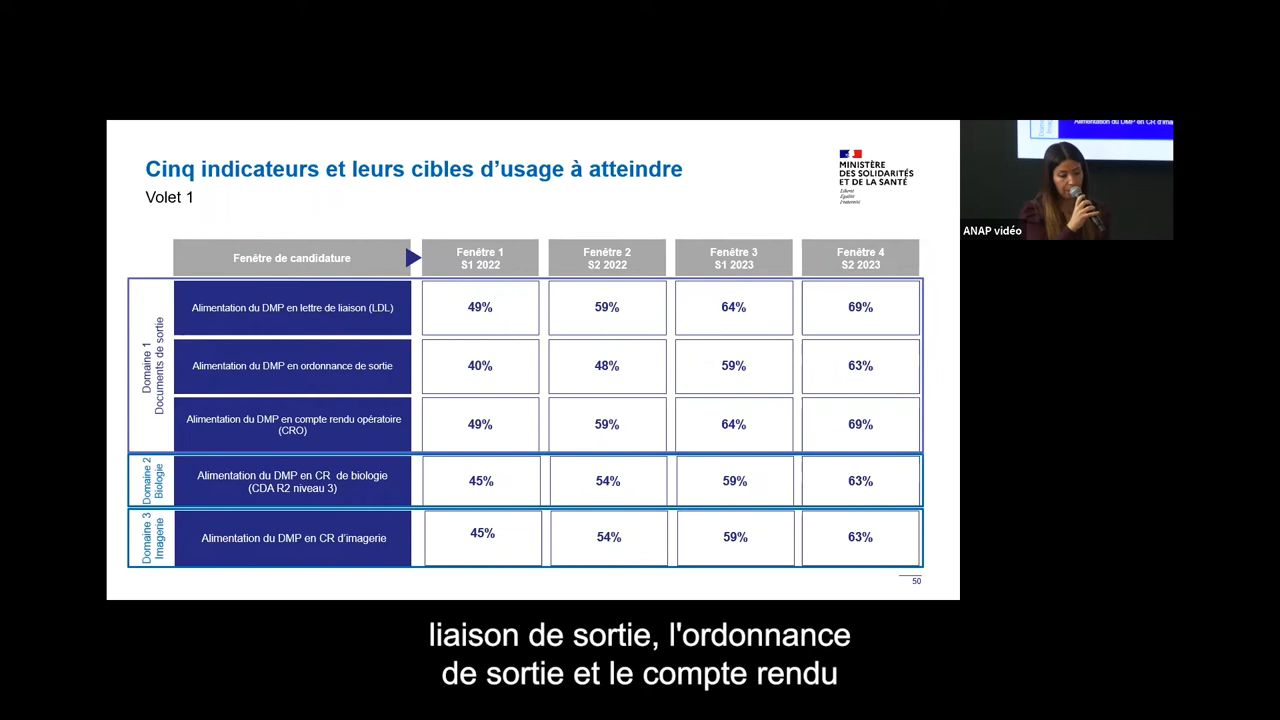 Cinq indicateurs et leurs cibles d'usage à atteindre
Volet 1
MINISTÈRE
DES SOLIDARITÉS
ET DE LA SANTÉ
Liberté
Égalité
Fraternité
ANAP vidéo
Fenêtre de candidature
Fenêtre 1
S1 2022
Fenêtre 2
S2 2022
Fenêtre 3
S1 2023
Fenêtre 4
S2 2023
Domaine 1
Documents de sortie
Alimentation du DMP en lettre de liaison (LDL)
49%
59%
64%
69%
Alimentation du DMP en ordonnance de sortie
40%
48%
59%
63%
Alimentation du DMP en compte rendu opératoire
(CRO)
49%
59%
64%
69%
Domaine 2
Biologie
Alimentation du DMP en CR de biologie
(CDA R2 niveau 3)
45%
54%
59%
63%
Domaine 3
Imagerie
Alimentation du DMP en CR d'imagerie
45%
54%
59%
63%
50
liaison de sortie, l'ordonnance
de sortie et le compte rendu